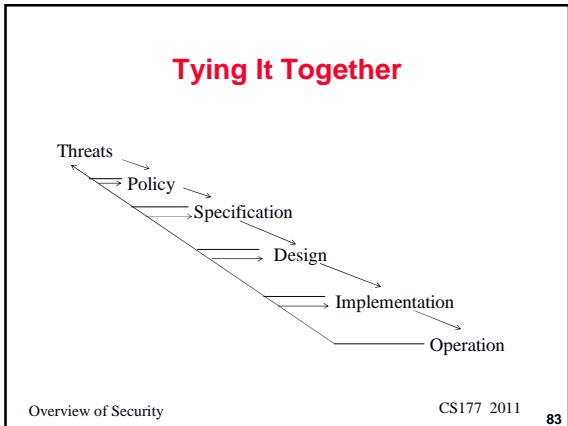 Tying It Together
Threats
Policy
Specification
Design
Implementation
Operation
Overview of Security
CS177 2011
83